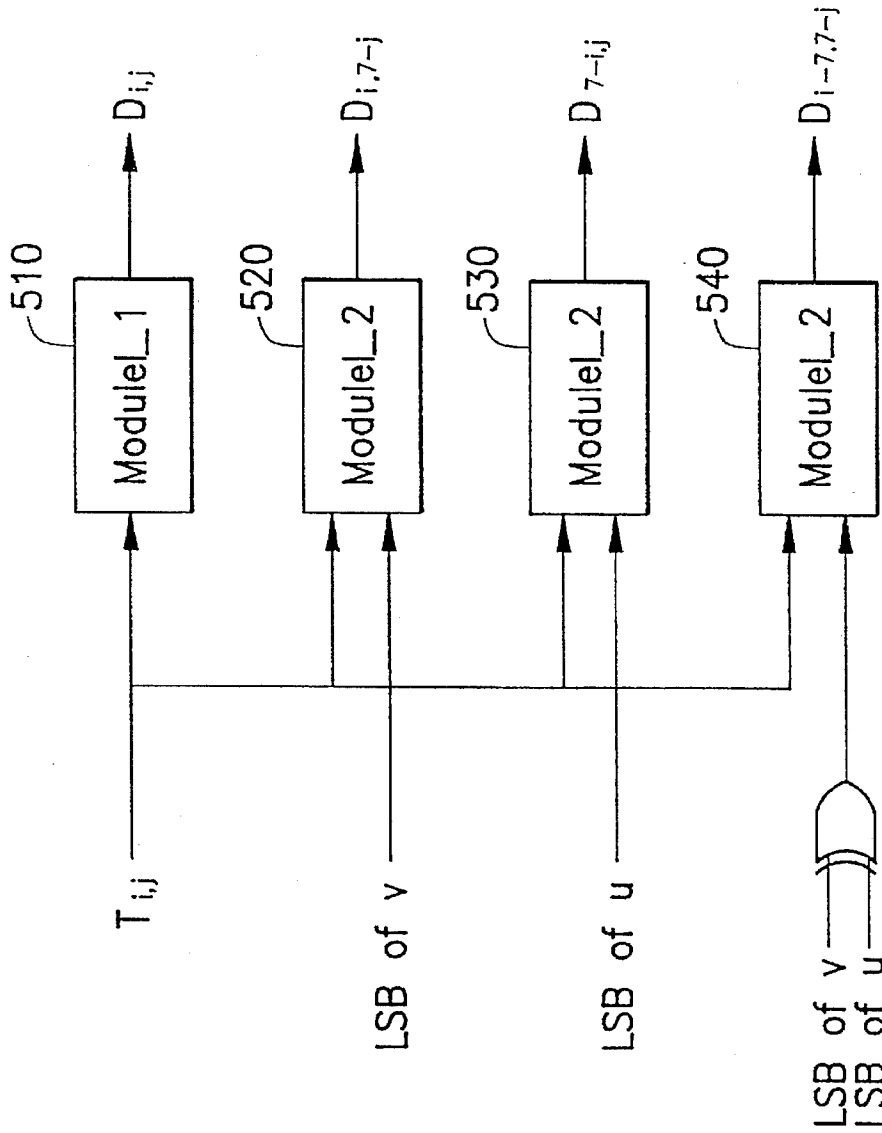 510
T i,j
Modulel_1
D i,j
520
LSB of v
Modulel_2
D i,7-j
530
LSB of u
Modulel_2
D 7-i,j
540
LSB of v
LSB of u
Modulel_2
D i-7,7-j